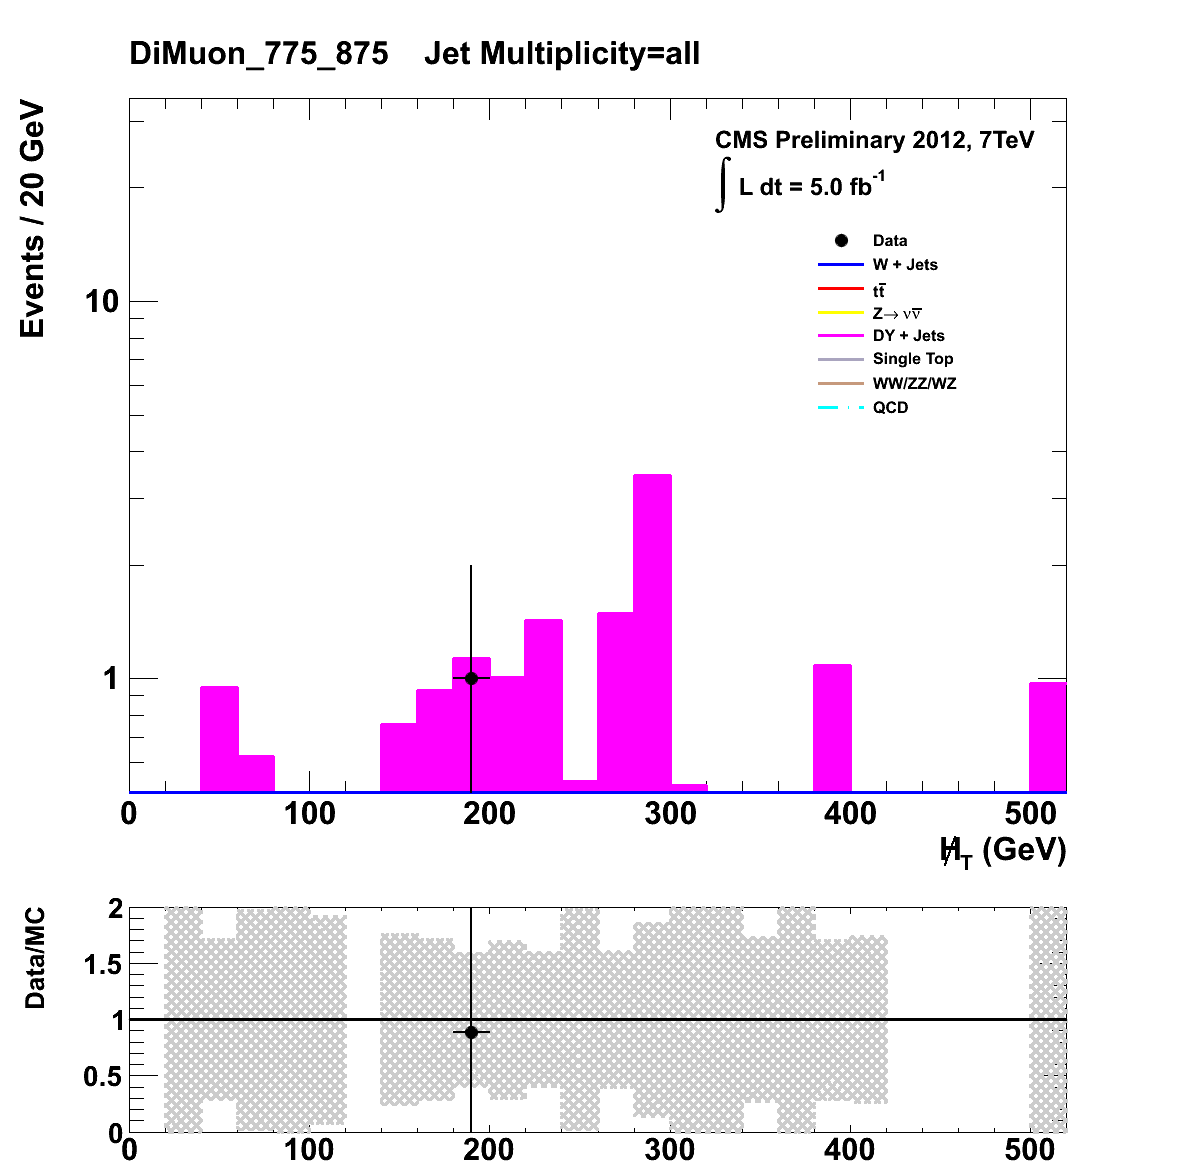 DiMuon_775_875 Jet Multiplicity=all
Events / 20 GeV
CMS Preliminary 2012, 7TeV
∫ L dt = 5.0 fb⁻¹
Data
W + Jets
tt̅
Z→ νν̅
DY + Jets
Single Top
WW/ZZ/WZ
QCD
10
1
0 100 200 300 400 500
H̸_T (GeV)
Data/MC
2
1.5
1
0.5
0
0 100 200 300 400 500